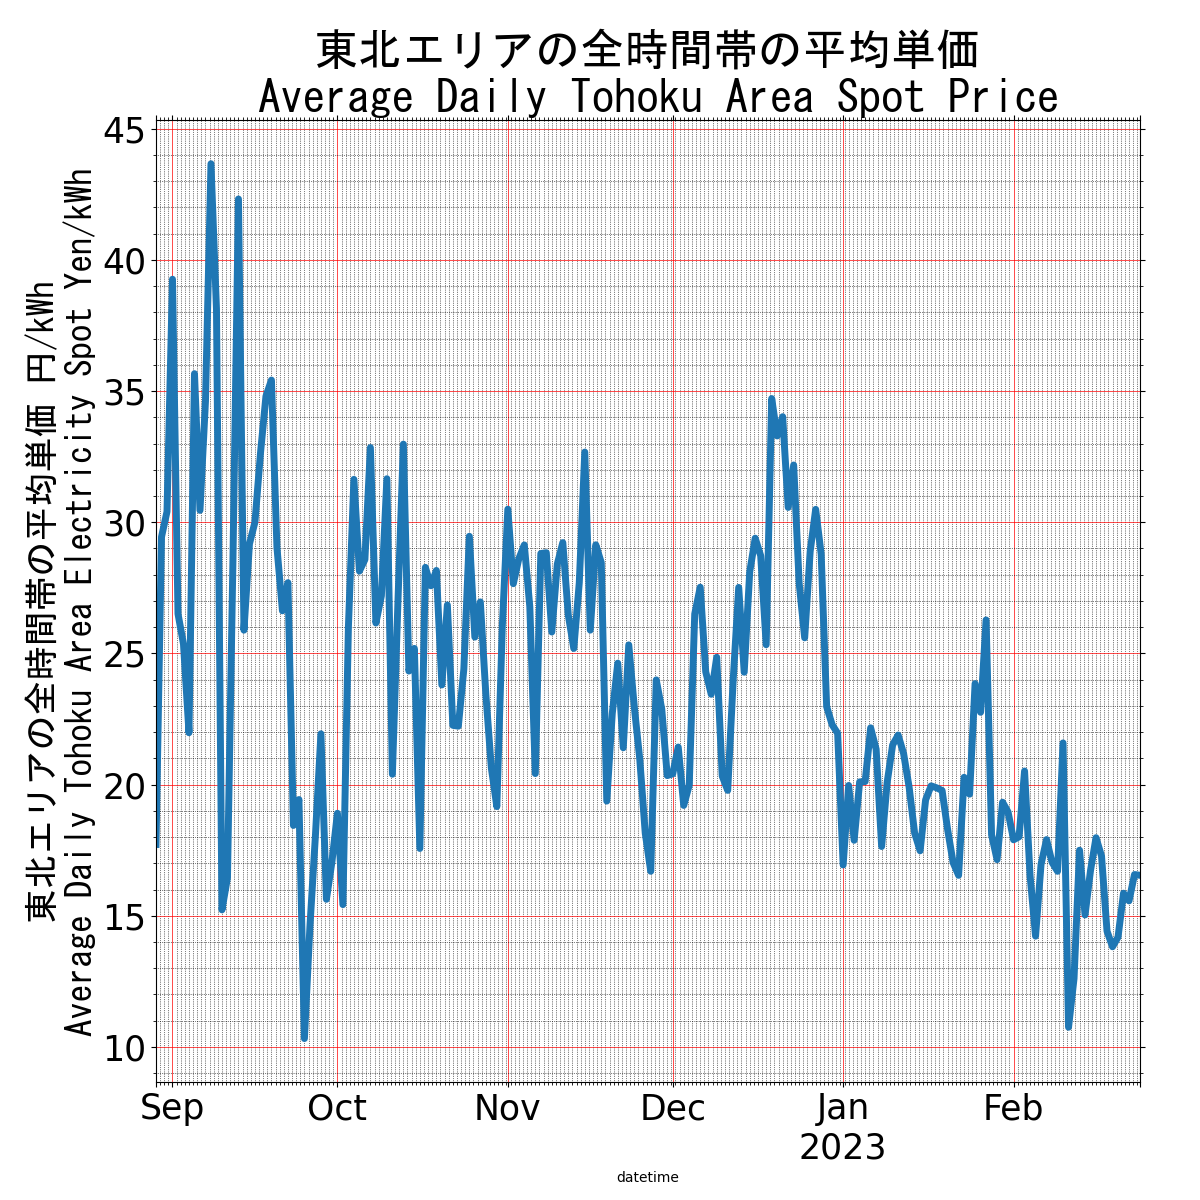 東北エリアの全時間帯の平均単価
Average Daily Tohoku Area Spot Price
東北エリアの全時間帯の平均単価 円/kWh
Average Daily Tohoku Area Electricity Spot Yen/kWh
45
40
35
30
25
20
15
10
Sep Oct Nov Dec Jan Feb
2023
datetime